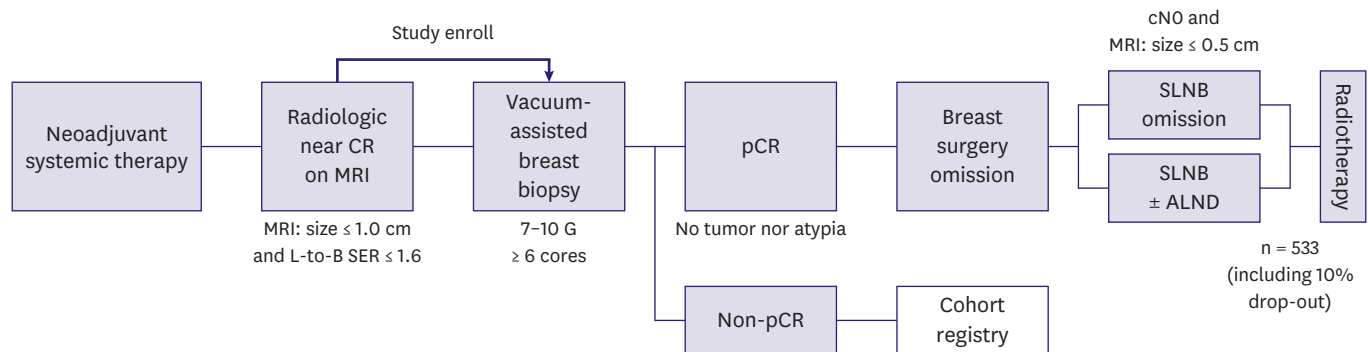 Study enroll
Neoadjuvant
systemic therapy
Radiologic
near CR
on MRI
MRI: size ≤ 1.0 cm
and L-to-B SER ≤ 1.6
Vacuum-
assisted
breast
biopsy
7–10 G
≥ 6 cores
pCR
No tumor nor atypia
Non-pCR
Cohort
registry
Breast
surgery
omission
cN0 and
MRI: size ≤ 0.5 cm
SLNB
omission
SLNB
± ALND
Radiotherapy
n = 533
(including 10%
drop-out)